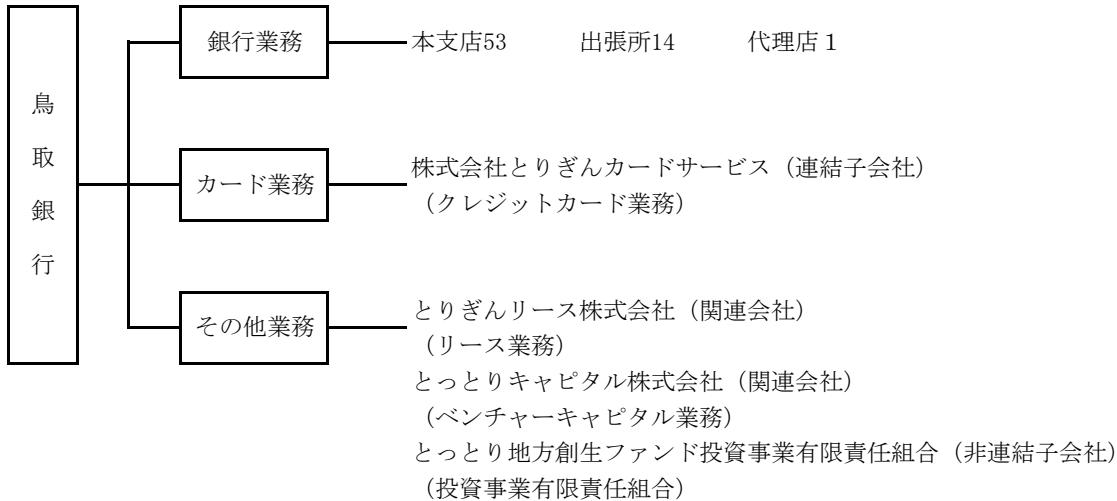 鳥取銀行
銀行業務
本支店53 出張所14 代理店１
カード業務
株式会社とりぎんカードサービス（連結子会社）
（クレジットカード業務）
その他業務
とりぎんリース株式会社（関連会社）
（リース業務）
とっとりキャピタル株式会社（関連会社）
（ベンチャーキャピタル業務）
とっとり地方創生ファンド投資事業有限責任組合（非連結子会社）
（投資事業有限責任組合）